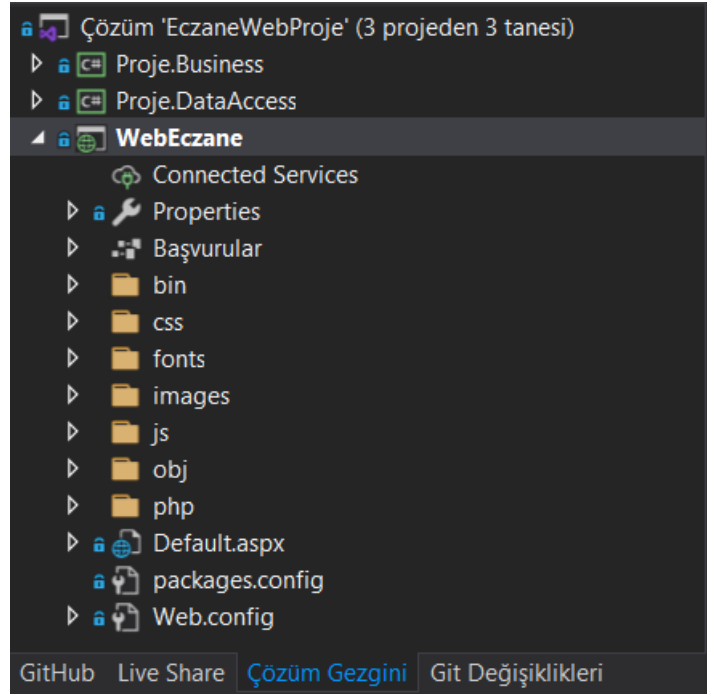 Çözüm 'EczaneWebProje' (3 projeden 3 tanesi)
C# Proje.Business
C# Proje.DataAccess
WebEczane
Connected Services
Properties
Başvurular
bin
css
fonts
images
js
obj
php
Default.aspx
packages.config
Web.config
GitHub Live Share Çözüm Gezgini Git Değişiklikleri